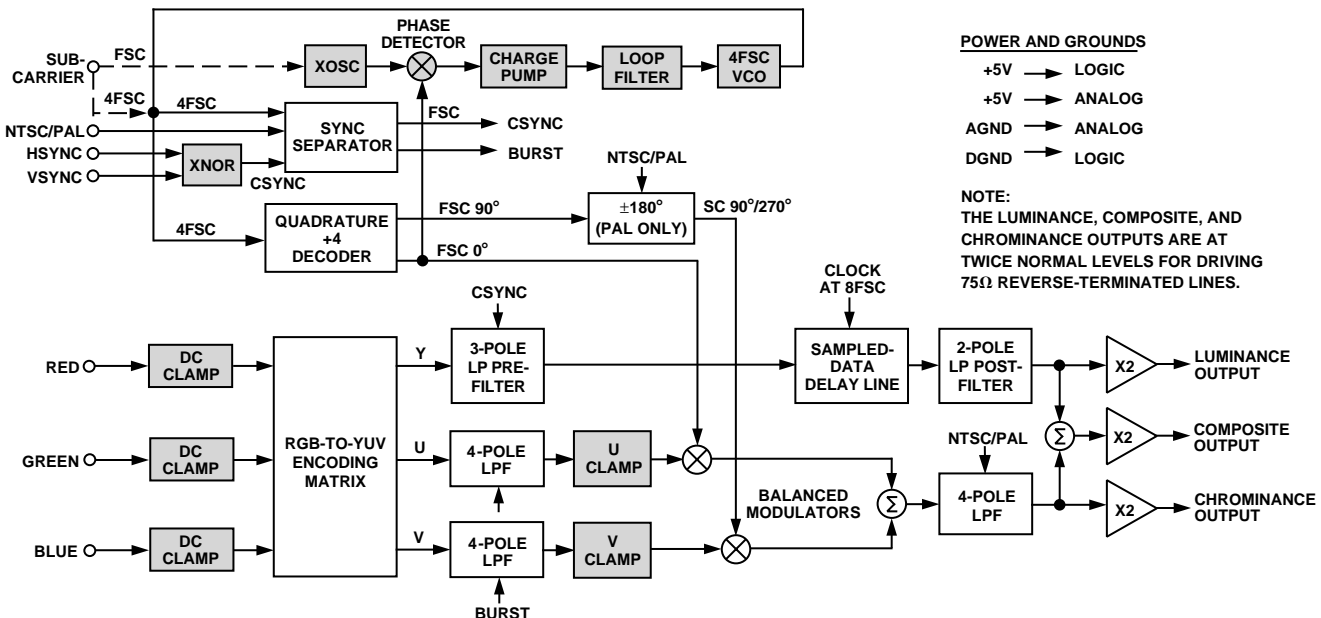 SUB-
CARRIER
FSC
4FSC
NTSC/PAL
HSYNC
VSYNC
XNOR
CSYNC
4FSC
4FSC
XOSC
PHASE
DETECTOR
CHARGE
PUMP
LOOP
FILTER
4FSC
VCO
SYNC
SEPARATOR
FSC
CSYNC
BURST
QUADRATURE
+4
DECODER
FSC 90°
FSC 0°
NTSC/PAL
±180°
(PAL ONLY)
SC 90°/270°
POWER AND GROUNDS
+5V LOGIC
+5V ANALOG
AGND ANALOG
DGND LOGIC
NOTE:
THE LUMINANCE, COMPOSITE, AND
CHROMINANCE OUTPUTS ARE AT
TWICE NORMAL LEVELS FOR DRIVING
75Ω REVERSE-TERMINATED LINES.
RED
DC
CLAMP
GREEN
DC
CLAMP
BLUE
DC
CLAMP
RGB-TO-YUV
ENCODING
MATRIX
Y
U
V
CSYNC
3-POLE
LP PRE-
FILTER
4-POLE
LPF
4-POLE
LPF
BURST
U
CLAMP
V
CLAMP
BALANCED
MODULATORS
CLOCK
AT 8FSC
SAMPLED-
DATA
DELAY LINE
2-POLE
LP POST-
FILTER
Σ
NTSC/PAL
4-POLE
LPF
Σ
X2
LUMINANCE
OUTPUT
X2
COMPOSITE
OUTPUT
X2
CHROMINANCE
OUTPUT